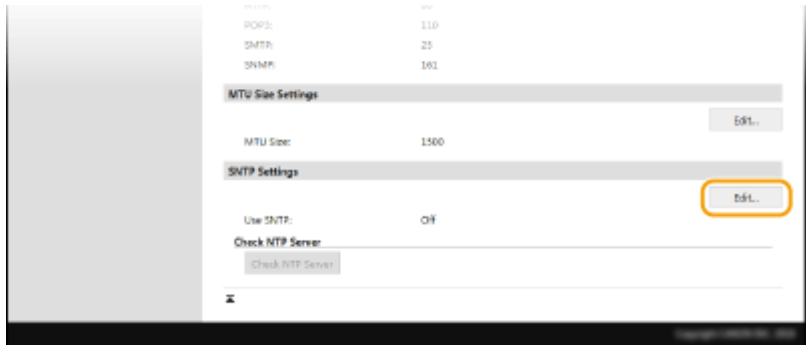 POP3: 110
SMTP: 25
SNMP: 161
MTU Size Settings
Edit...
MTU Size: 1500
SNTP Settings
Edit...
Use SNTP: Off
Check NTP Server
Check NTP Server